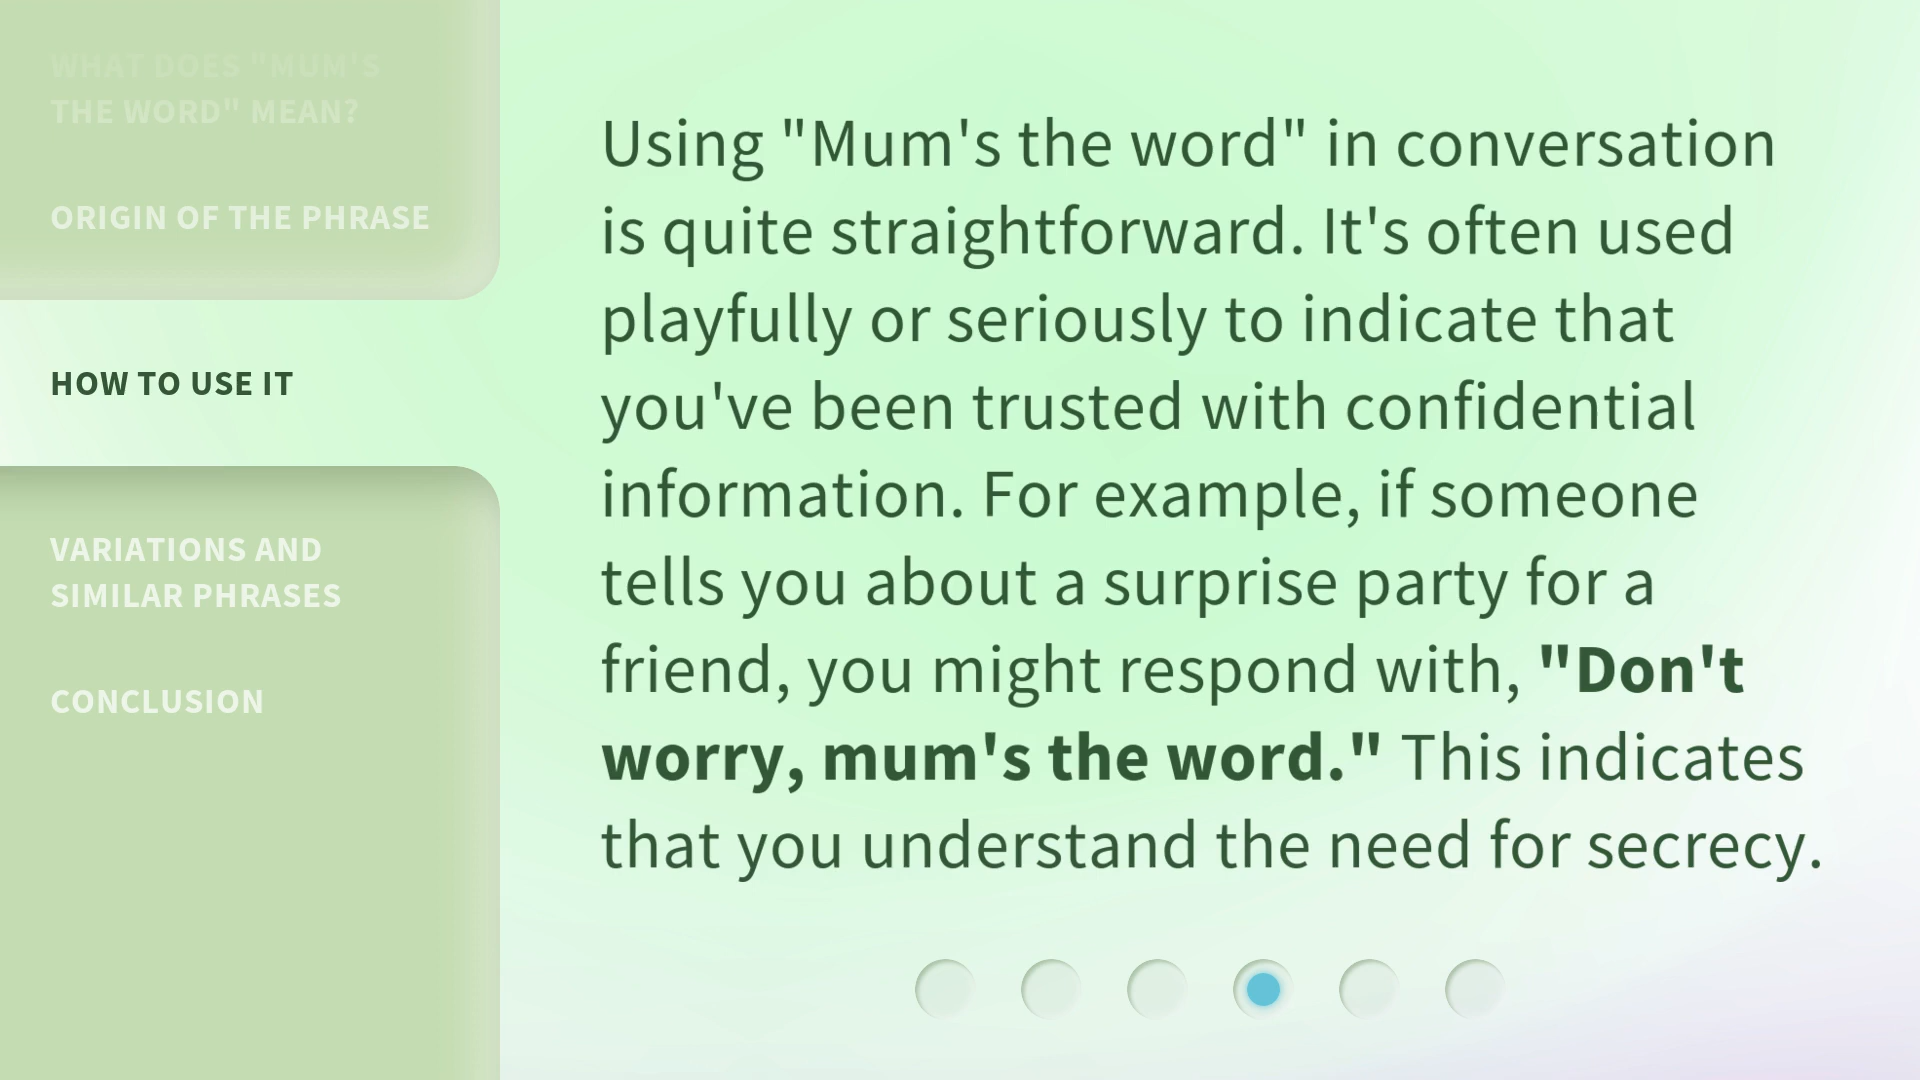 WHAT DOES "MUM'S
THE WORD" MEAN?
ORIGIN OF THE PHRASE
HOW TO USE IT
VARIATIONS AND
SIMILAR PHRASES
CONCLUSION
Using "Mum's the word" in conversation
is quite straightforward. It's often used
playfully or seriously to indicate that
you've been trusted with confidential
information. For example, if someone
tells you about a surprise party for a
friend, you might respond with, "Don't
worry, mum's the word." This indicates
that you understand the need for secrecy.